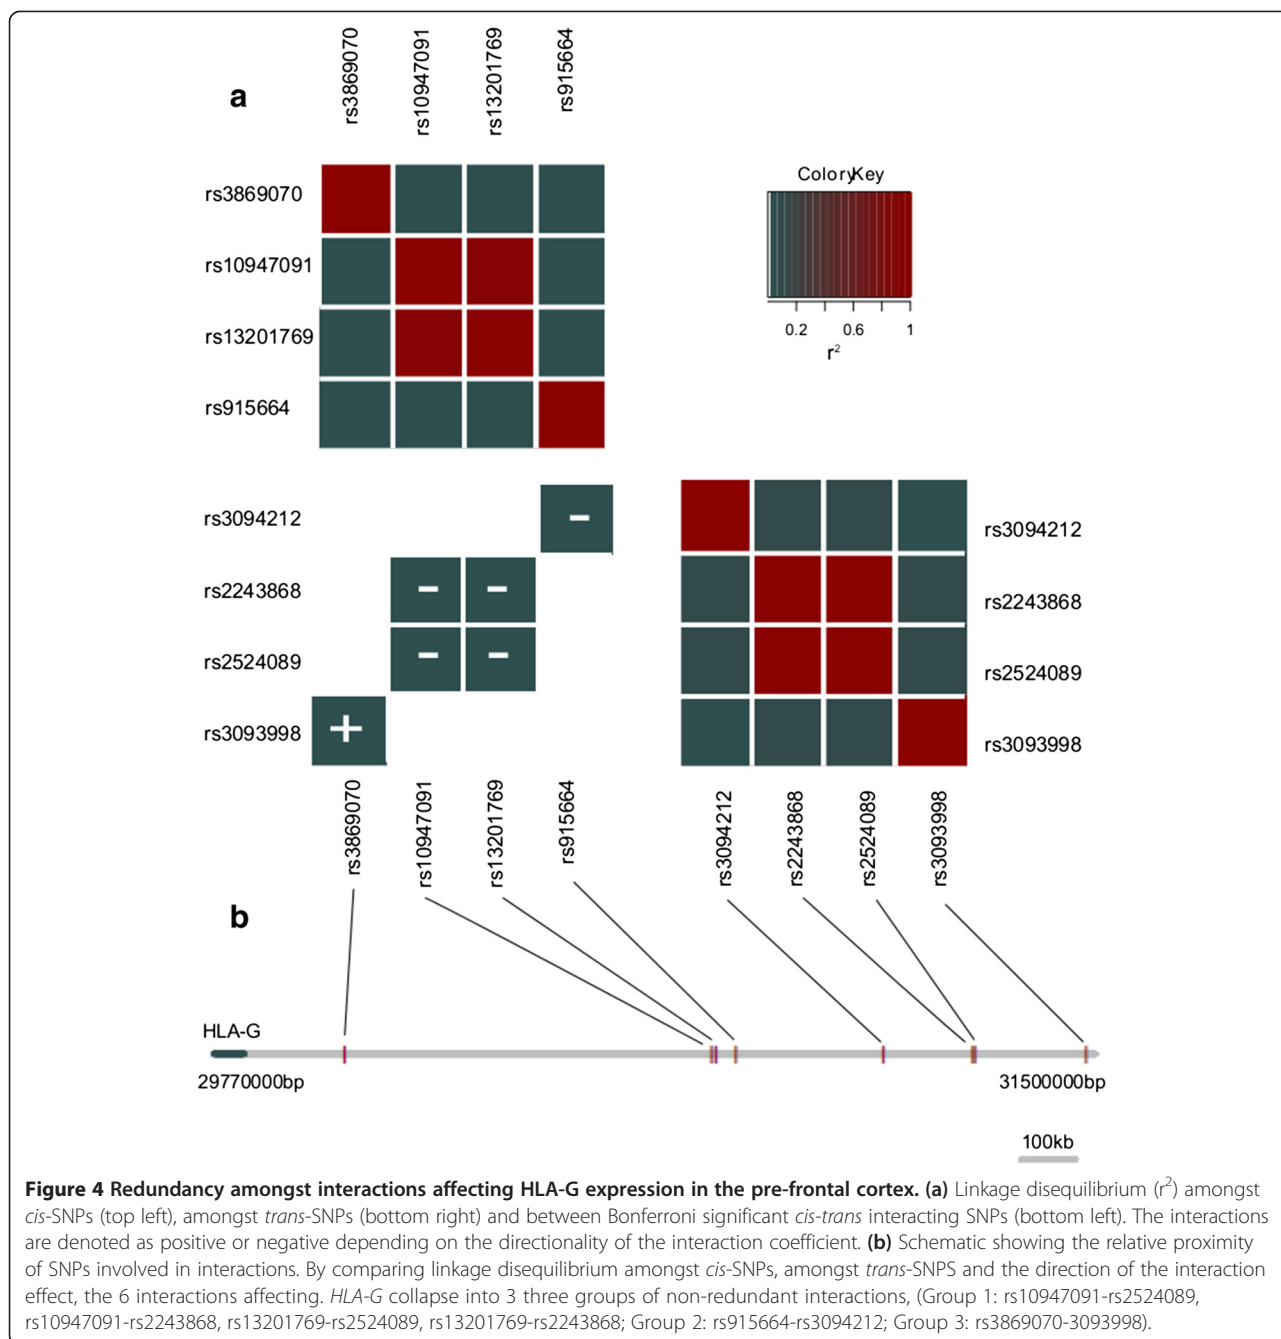 a
rs3869070
rs10947091
rs13201769
rs915664
rs3869070
rs10947091
rs13201769
rs915664
ColoryKey
0.2 0.6 1
r²
rs3094212
rs2243868
rs2524089
rs3093998
-
- -
- -
+
rs3094212
rs2243868
rs2524089
rs3093998
rs3869070
rs10947091
rs13201769
rs915664
rs3094212
rs2243868
rs2524089
rs3093998
b
HLA-G
29770000bp
31500000bp
100kb
Figure 4 Redundancy amongst interactions affecting HLA-G expression in the pre-frontal cortex. (a) Linkage disequilibrium (r²) amongst
cis-SNPs (top left), amongst trans-SNPs (bottom right) and between Bonferroni significant cis-trans interacting SNPs (bottom left). The interactions
are denoted as positive or negative depending on the directionality of the interaction coefficient. (b) Schematic showing the relative proximity
of SNPs involved in interactions. By comparing linkage disequilibrium amongst cis-SNPs, amongst trans-SNPS and the direction of the interaction
effect, the 6 interactions affecting. HLA-G collapse into 3 three groups of non-redundant interactions, (Group 1: rs10947091-rs2524089,
rs10947091-rs2243868, rs13201769-rs2524089, rs13201769-rs2243868; Group 2: rs915664-rs3094212; Group 3: rs3869070-3093998).